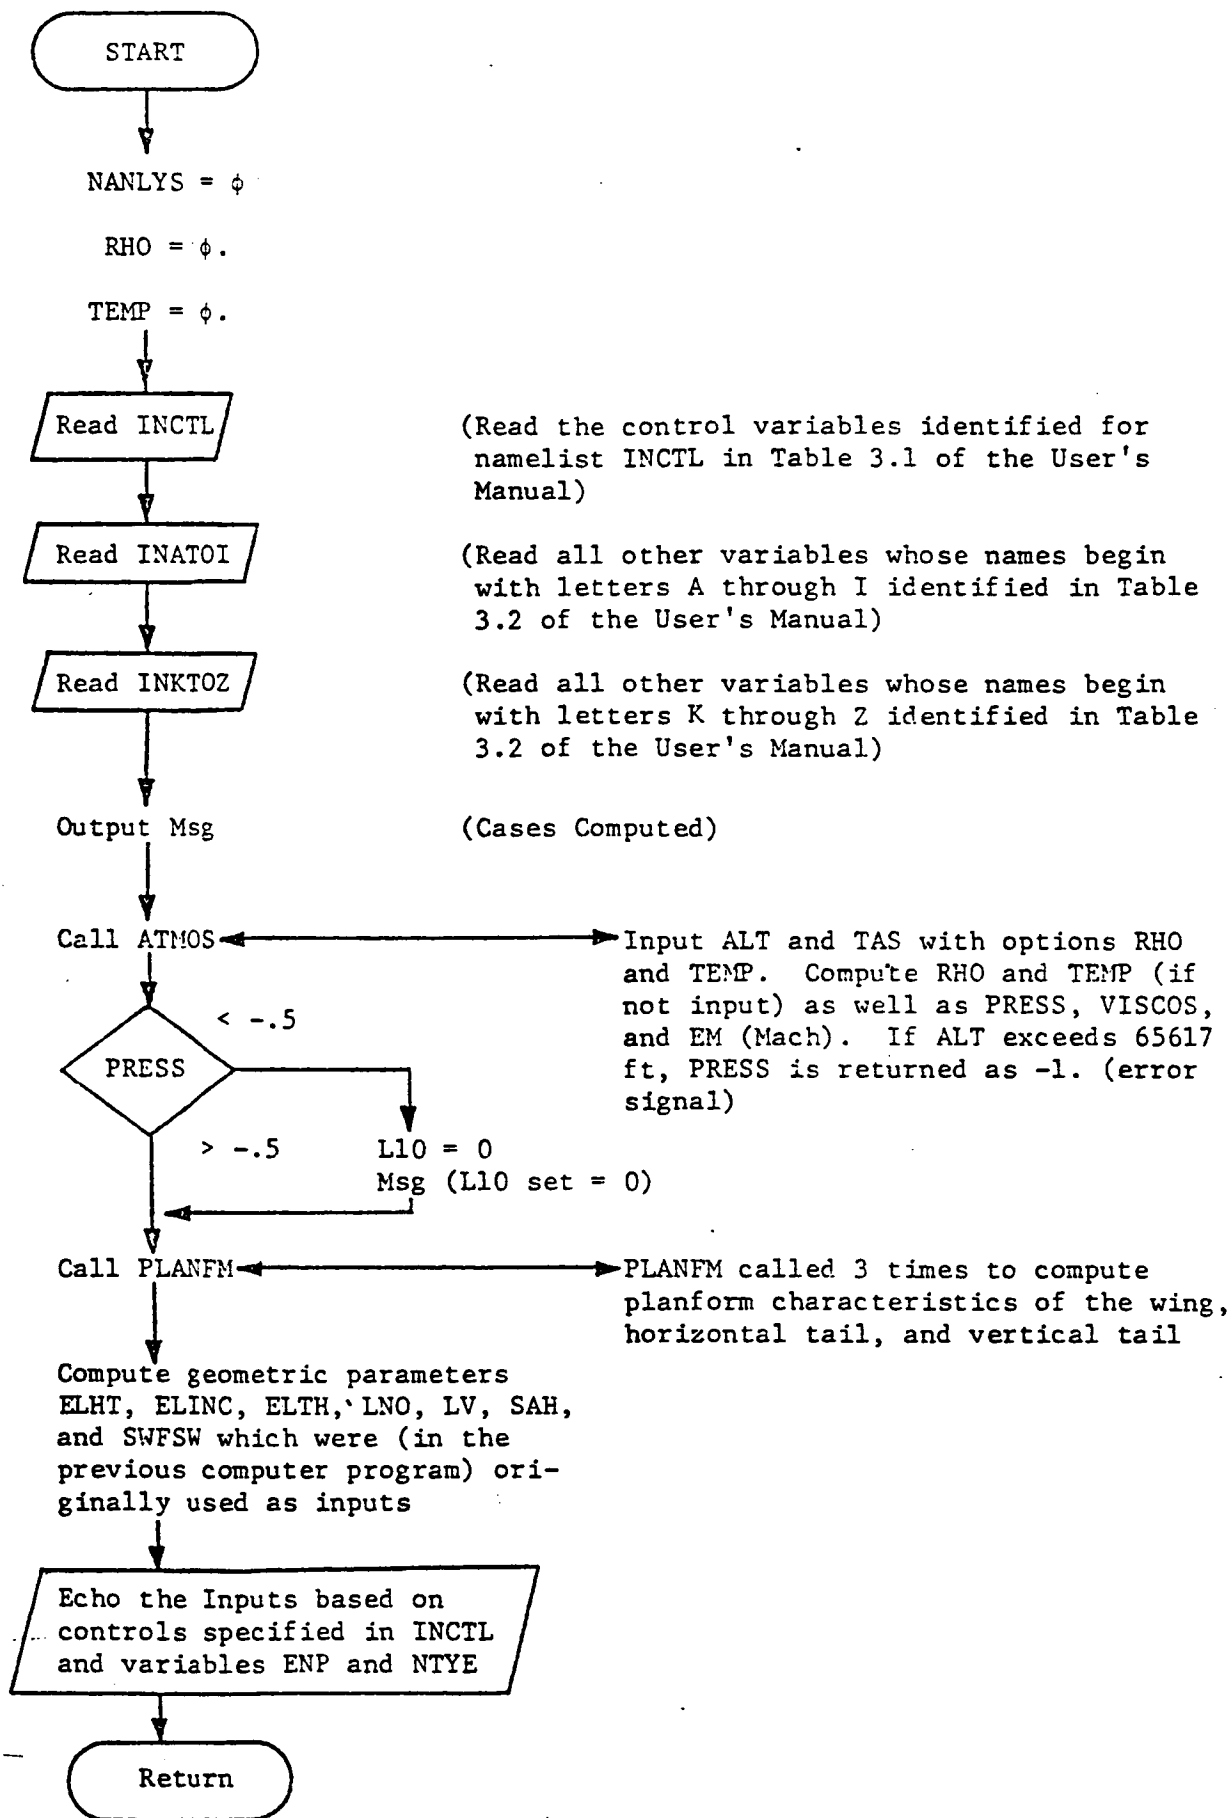 START
NANLYS = ϕ
RHO = ϕ.
TEMP = ϕ.
Read INCTL
(Read the control variables identified for
namelist INCTL in Table 3.1 of the User's
Manual)
Read INATOI
(Read all other variables whose names begin
with letters A through I identified in Table
3.2 of the User's Manual)
Read INKTOZ
(Read all other variables whose names begin
with letters K through Z identified in Table
3.2 of the User's Manual)
Output Msg
(Cases Computed)
Call ATMOS
Input ALT and TAS with options RHO
and TEMP. Compute RHO and TEMP (if
not input) as well as PRESS, VISCOS,
and EM (Mach). If ALT exceeds 65617
ft, PRESS is returned as -1. (error
signal)
< -.5
PRESS
> -.5
L10 = 0
Msg (L10 set = 0)
Call PLANFM
PLANFM called 3 times to compute
planform characteristics of the wing,
horizontal tail, and vertical tail
Compute geometric parameters
ELHT, ELINC, ELTH, LNO, LV, SAH,
and SWFSW which were (in the
previous computer program) ori-
ginally used as inputs
Echo the Inputs based on
controls specified in INCTL
and variables ENP and NTYE
Return